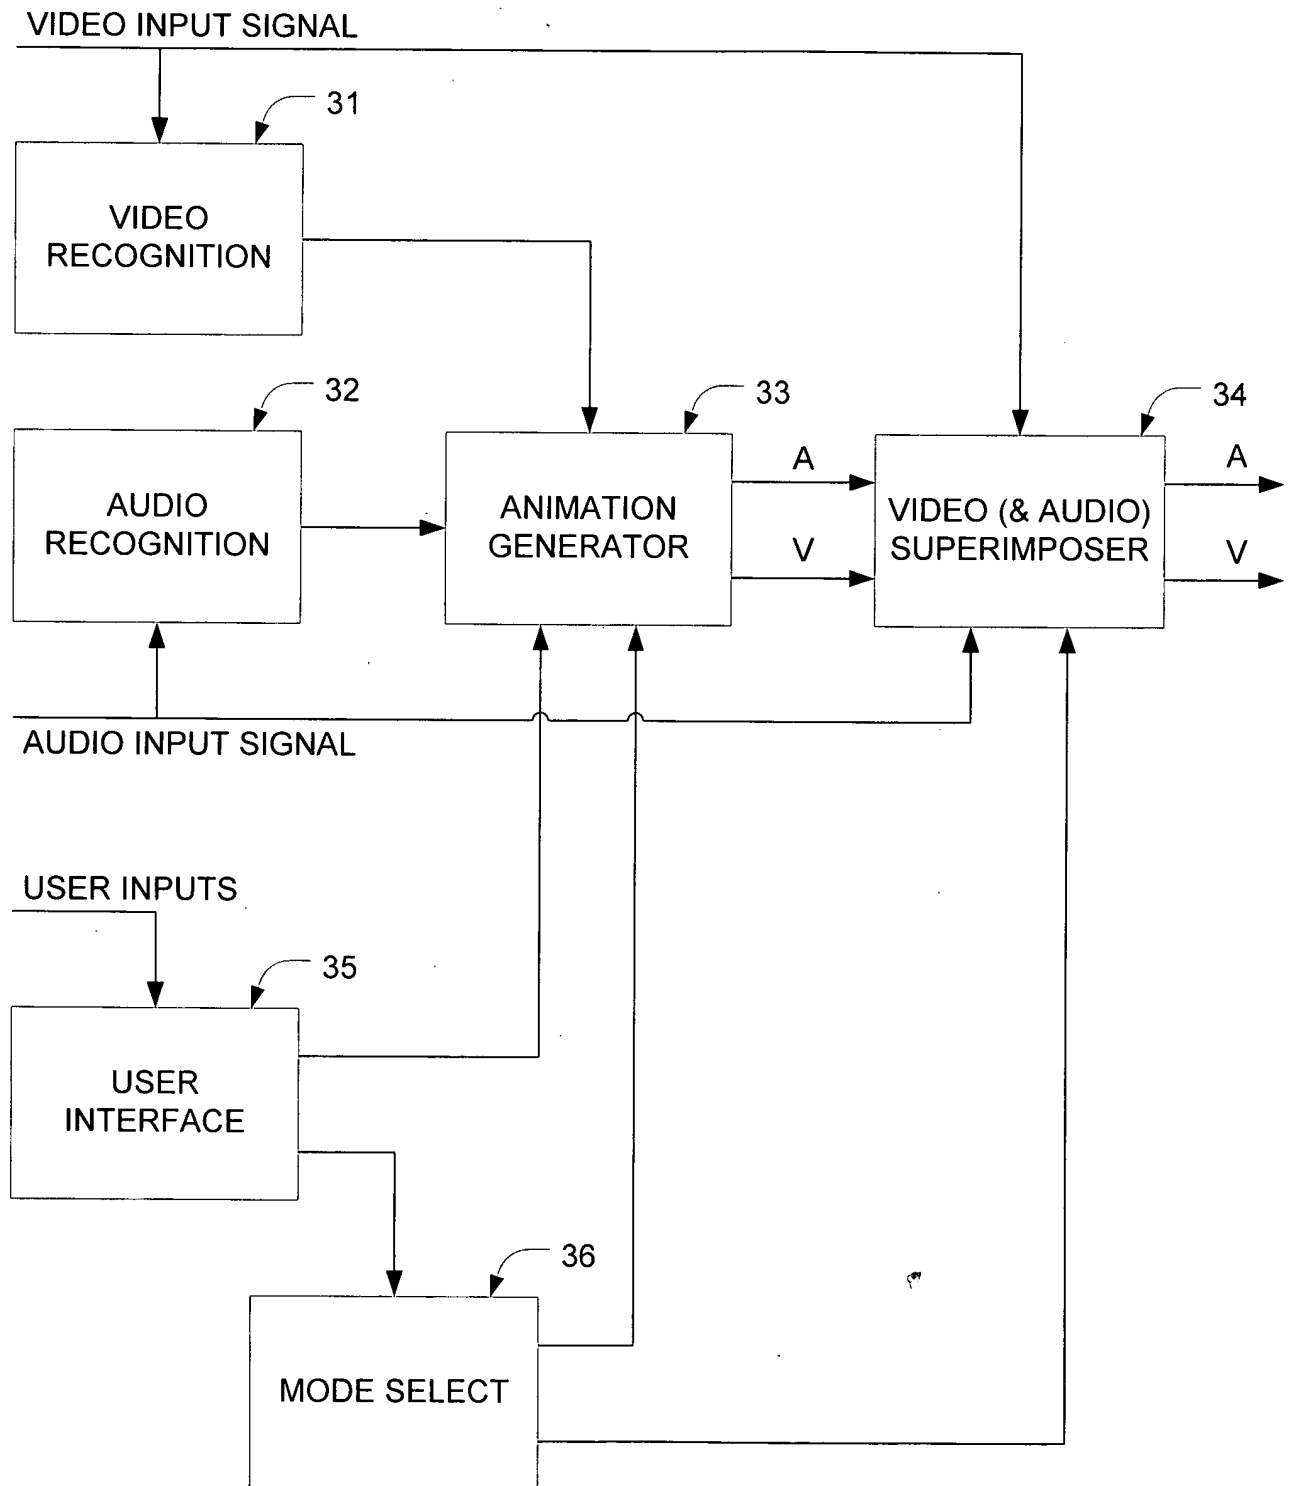 VIDEO INPUT SIGNAL
31
VIDEO
RECOGNITION
32
AUDIO
RECOGNITION
33
ANIMATION
GENERATOR
A
V
34
VIDEO (& AUDIO)
SUPERIMPOSER
A
V
AUDIO INPUT SIGNAL
USER INPUTS
35
USER
INTERFACE
36
MODE SELECT